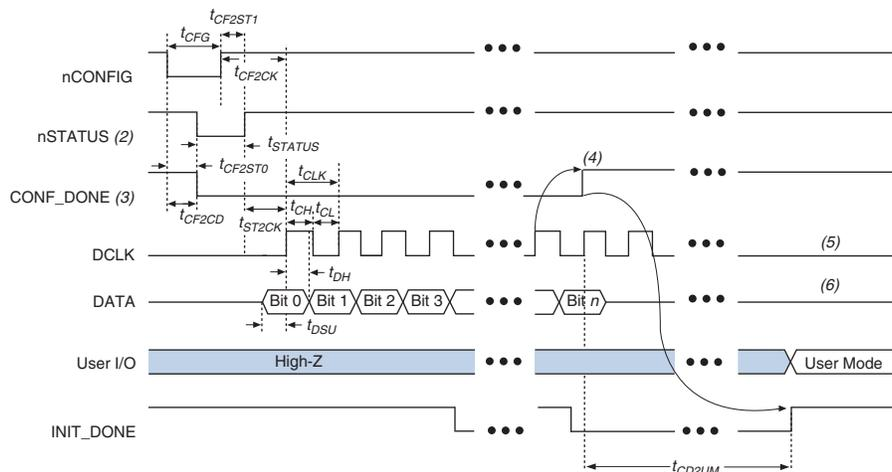 tCF2ST1
tCFG
nCONFIG
tCF2CK
nSTATUS (2)
tSTATUS
tCF2ST0
CONF_DONE (3)
tCLK
(4)
tCF2CD
tST2CK
tCH
tCL
DCLK
(5)
tDH
DATA
Bit 0
Bit 1
Bit 2
Bit 3
Bit n
(6)
tDSU
User I/O
High-Z
User Mode
INIT_DONE
tCD2UM